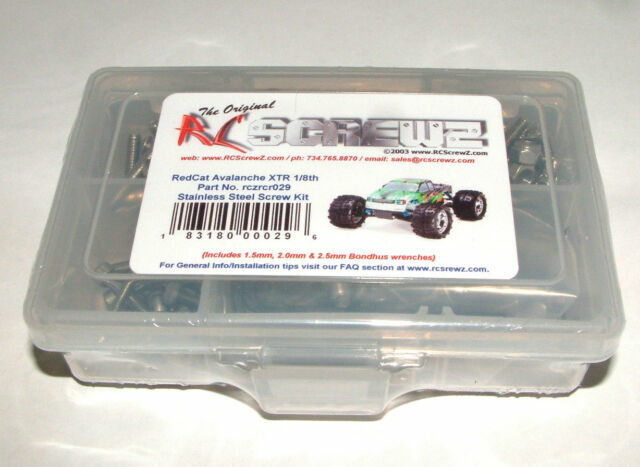 The Original
RC SCREWZ
©2003 www.RCScrewZ.com
web: www.RCScrewZ.com / ph: 734.765.8870 / email: sales@rcscrewz.com
RedCat Avalanche XTR 1/8th
Part No. rczrcr029
Stainless Steel Screw Kit
1 83180 00029 6
(Includes 1.5mm, 2.0mm & 2.5mm Bondhus wrenches)
For General Info/Installation tips visit our FAQ section at www.rcsrewz.com.